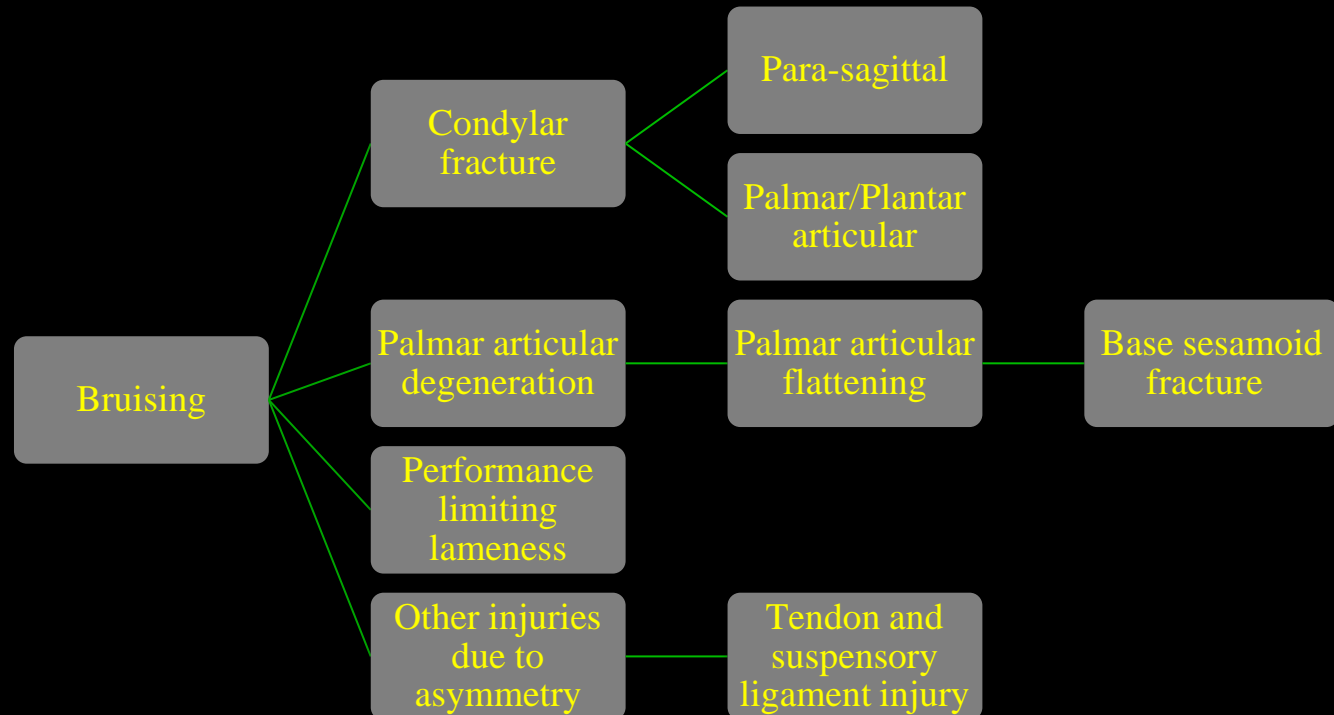 Para-sagittal
Condylar
fracture
Palmar/Plantar
articular
Bruising
Palmar articular
degeneration
Palmar articular
flattening
Base sesamoid
fracture
Performance
limiting
lameness
Other injuries
due to
asymmetry
Tendon and
suspensory
ligament injury